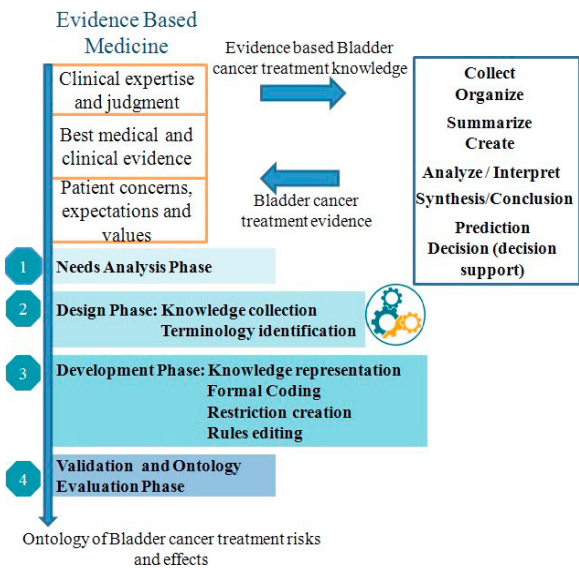 Evidence Based
Medicine
Clinical expertise
and judgment
Best medical and
clinical evidence
Patient concerns,
expectations and
values
Evidence based Bladder
cancer treatment knowledge
Bladder cancer
treatment evidence
Collect
Organize
Summarize
Create
Analyze / Interpret
Synthesis/Conclusion
Prediction
Decision (decision
support)
1
Needs Analysis Phase
2
Design Phase: Knowledge collection
Terminology identification
3
Development Phase: Knowledge representation
Formal Coding
Restriction creation
Rules editing
4
Validation and Ontology
Evaluation Phase
Ontology of Bladder cancer treatment risks
and effects